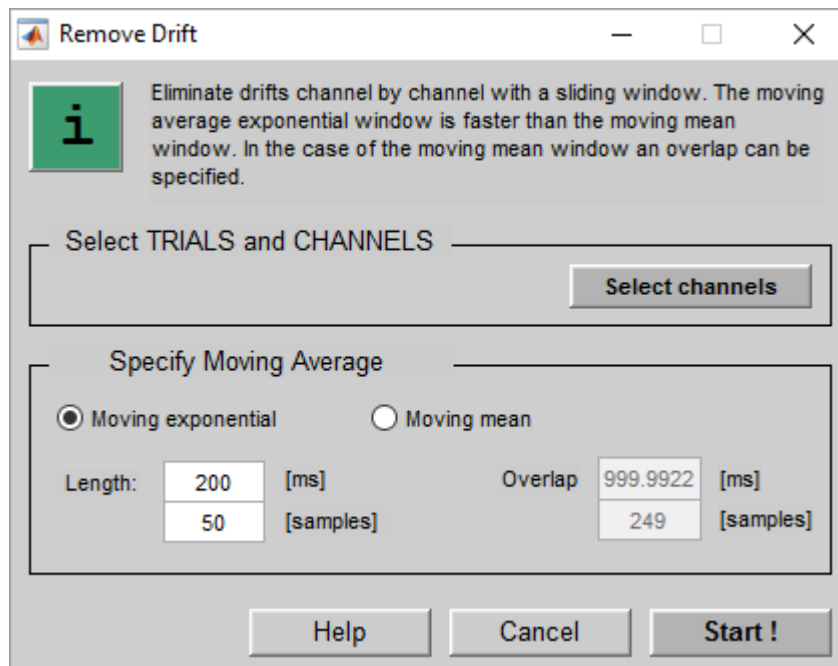 Remove Drift
i
Eliminate drifts channel by channel with a sliding window. The moving
average exponential window is faster than the moving mean
window. In the case of the moving mean window an overlap can be
specified.
Select TRIALS and CHANNELS
Select channels
Specify Moving Average
Moving exponential Moving mean
Length: 200 [ms] Overlap 999.9922 [ms]
50 [samples] 249 [samples]
Help Cancel Start !